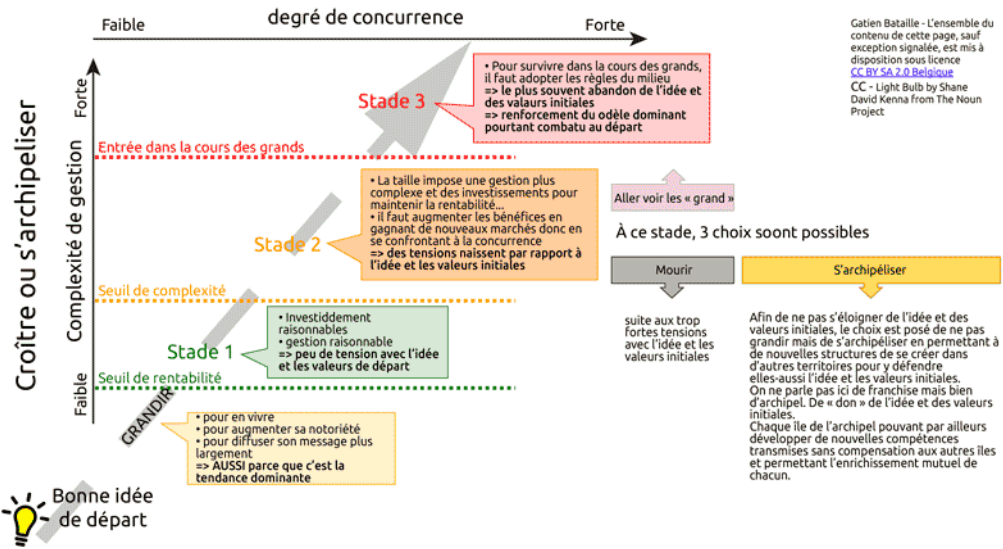 Croître ou s'archipeliser
degré de concurrence
Faible
Forte
Gatien Bataille - L'ensemble du
contenu de cette page, sauf
exception signalée, est mis à
disposition sous licence
CC BY SA 2.0 Belgique
CC - Light Bulb by Shane
David Kenna from The Noun
Project
Complexité de gestion
Forte
Faible
Stade 3
• Pour survivre dans la cour des grands,
il faut adopter les règles du milieu
=> le plus souvent abandon de l'idée et
des valaurs initiales
=> renforcement du odèle dominant
pourtant combatu au départ
Entrée dans la cours des grands
Stade 2
• La taille impose une gestion plus
complexe et des investissements pour
maintenir la rentabilité...
• il faut augmenter les bénéfices en
gagnant de nouveaux marchés donc en
se confrontant à la concurrence
=> des tensions naissent par rapport à
l'idée et les valeurs initiales
Aller voir les « grand »
À ce stade, 3 choix soont possibles
Mourir
S'archipéliser
suite aux trop
fortes tensions
avec l'idée et les
valeurs initiales
Afin de ne pas s'éloigner de l'idée et des
valeurs initiales, le choix est posé de ne pas
grandir mais de s'archipéliser en permettant à
de nouvelles structures de se créer dans
d'autres territoires pour y défendre
elles-aussi l'idée et les valeurs initiales.
On ne parle pas ici de franchise mais bien
d'archipel. De « don » de l'idée et des valeurs
initiales.
Chaque île de l'archipel pouvant par ailleurs
développer de nouvelles compétences
transmises sans compensation aux autres îles
et permettant l'enrichissement mutuel de
chacun.
Seuil de complexité
Stade 1
• Investiddement
raisonnables
• gestion raisonnable
=> peu de tension avec l'idée
et les valeurs de départ
Seuil de rentabilité
GRANDIR
• pour en vivre
• pour augmenter sa notoriété
• pour diffuser son message plus
largement
=> AUSSI parce que c'est la
tendance dominante
Bonne idée
de départ